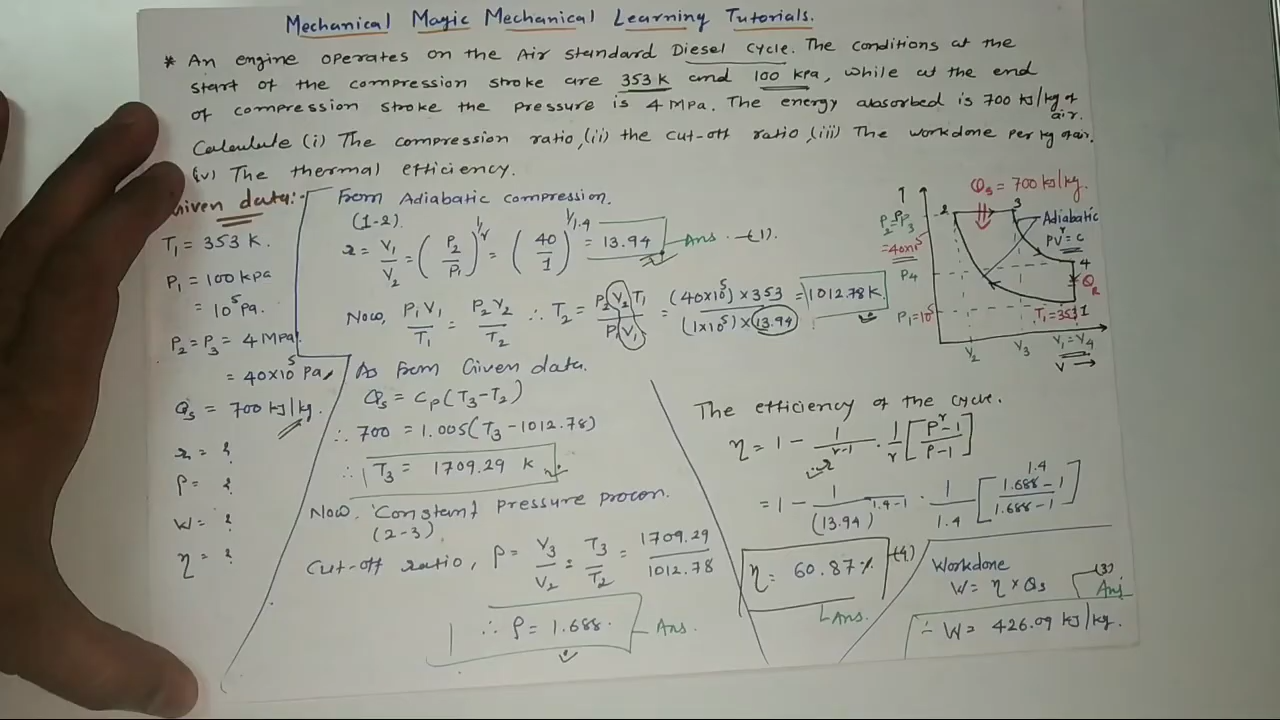 Mechanical Magic Mechanical Learning Tutorials.
* An engine operates on the Air standard Diesel cycle. The conditions at the
start of the compression stroke are 353 K and 100 kpa, while at the end
of compression stroke the pressure is 4 MPa. The energy absorbed is 700 kJ/kg of air.
Calculate (i) The compression ratio, (ii) the cut-off ratio, (iii) The workdone per kg of air.
(iv) The thermal efficiency.
Given data:-
T1 = 353 K.
P1 = 100 kpa
= 10^5 Pa.
P2 = P3 = 4 MPa
= 40x10^5 Pa
Qs = 700 kJ/kg.
r = ?
ρ = ?
W = ?
η = ?
From Adiabatic compression.
(1-2)
r = V1/V2 = (P2/P1)^1/γ = (40/1)^1/1.4 = 13.94 Ans. -(1).
Now, P1V1/T1 = P2V2/T2 ∴ T2 = P2V2T1/P1V1 = (40x10^5) x 353/(1x10^5) x 13.94 = 1012.78 K.
As from Given data.
Qs = Cp (T3-T2)
∴ 700 = 1.005 (T3-1012.78)
∴ T3 = 1709.29 K
Now, Constant pressure
(2-3)
Cut-off ratio, ρ = V3/V2 = T3/T2 = 1709.29/1012.78
∴ ρ = 1.688. Ans.
Qs = 700 kJ/kg.
2
3
P2=P3
=40x10^5
P4
P1=10^5
Adiabatic
PV^γ=C
4
QR
T1=353
1
V2
V3
V1=V4
V
The efficiency of the cycle.
η = 1 - 1/r^γ-1 . 1/γ [ρ^γ-1/ρ-1]
= 1 - 1/(13.94)^1.4-1 . 1/1.4 [1.688^1.4-1/1.688-1]
η = 60.87% (4)
Ans.
Workdone
W = η x Qs
(3)
Ans
∴ W = 426.09 kJ/kg.